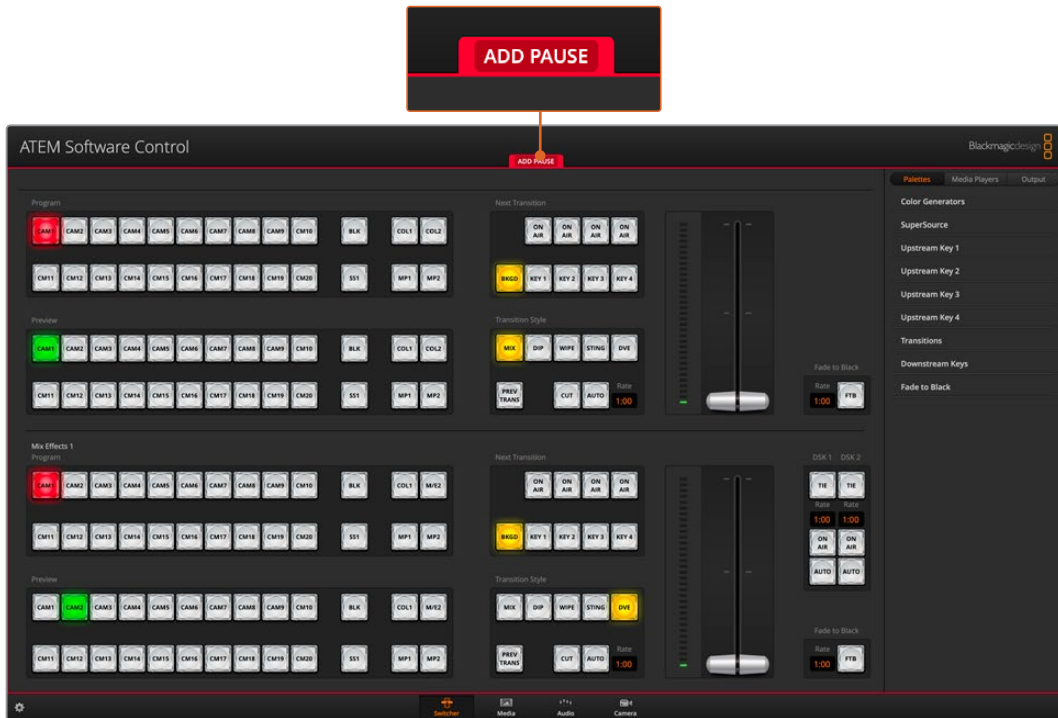 ADD PAUSE
ATEM Software Control
Blackmagicdesign
ADD PAUSE
Palettes Media Players Output
Color Generators
SuperSource
Upstream Key 1
Upstream Key 2
Upstream Key 3
Upstream Key 4
Transitions
Downstream Keys
Fade to Black
Program
CAM1 CAM2 CAM3 CAM4 CAM5 CAM6 CAM7 CAM8 CAM9 CM10 BLK COL1 COL2
CM11 CM12 CM13 CM14 CM15 CM16 CM17 CM18 CM19 CM20 SS1 MP1 MP2
Next Transition
ON AIR ON AIR ON AIR ON AIR
BKGD KEY 1 KEY 2 KEY 3 KEY 4
Preview
CAM1 CAM2 CAM3 CAM4 CAM5 CAM6 CAM7 CAM8 CAM9 CM10 BLK COL1 COL2
CM11 CM12 CM13 CM14 CM15 CM16 CM17 CM18 CM19 CM20 SS1 MP1 MP2
Transition Style
MIX DIP WIPE STING DVE
PREV TRANS CUT AUTO Rate 1:00
Fade to Black
Rate 1:00 FTB
Mix Effects 1
Program
CAM1 CAM2 CAM3 CAM4 CAM5 CAM6 CAM7 CAM8 CAM9 CM10 BLK COL1 M/E2
CM11 CM12 CM13 CM14 CM15 CM16 CM17 CM18 CM19 CM20 SS1 MP1 MP2
Next Transition
ON AIR ON AIR ON AIR ON AIR
BKGD KEY 1 KEY 2 KEY 3 KEY 4
DSK 1 DSK 2
TIE TIE
Rate Rate
1:00 1:00
ON AIR ON AIR
AUTO AUTO
Preview
CAM1 CAM2 CAM3 CAM4 CAM5 CAM6 CAM7 CAM8 CAM9 CM10 BLK COL1 M/E2
CM11 CM12 CM13 CM14 CM15 CM16 CM17 CM18 CM19 CM20 SS1 MP1 MP2
Transition Style
MIX DIP WIPE STING DVE
PREV TRANS CUT AUTO Rate 1:00
Fade to Black
Rate 1:00 FTB
Switcher Media Audio Camera